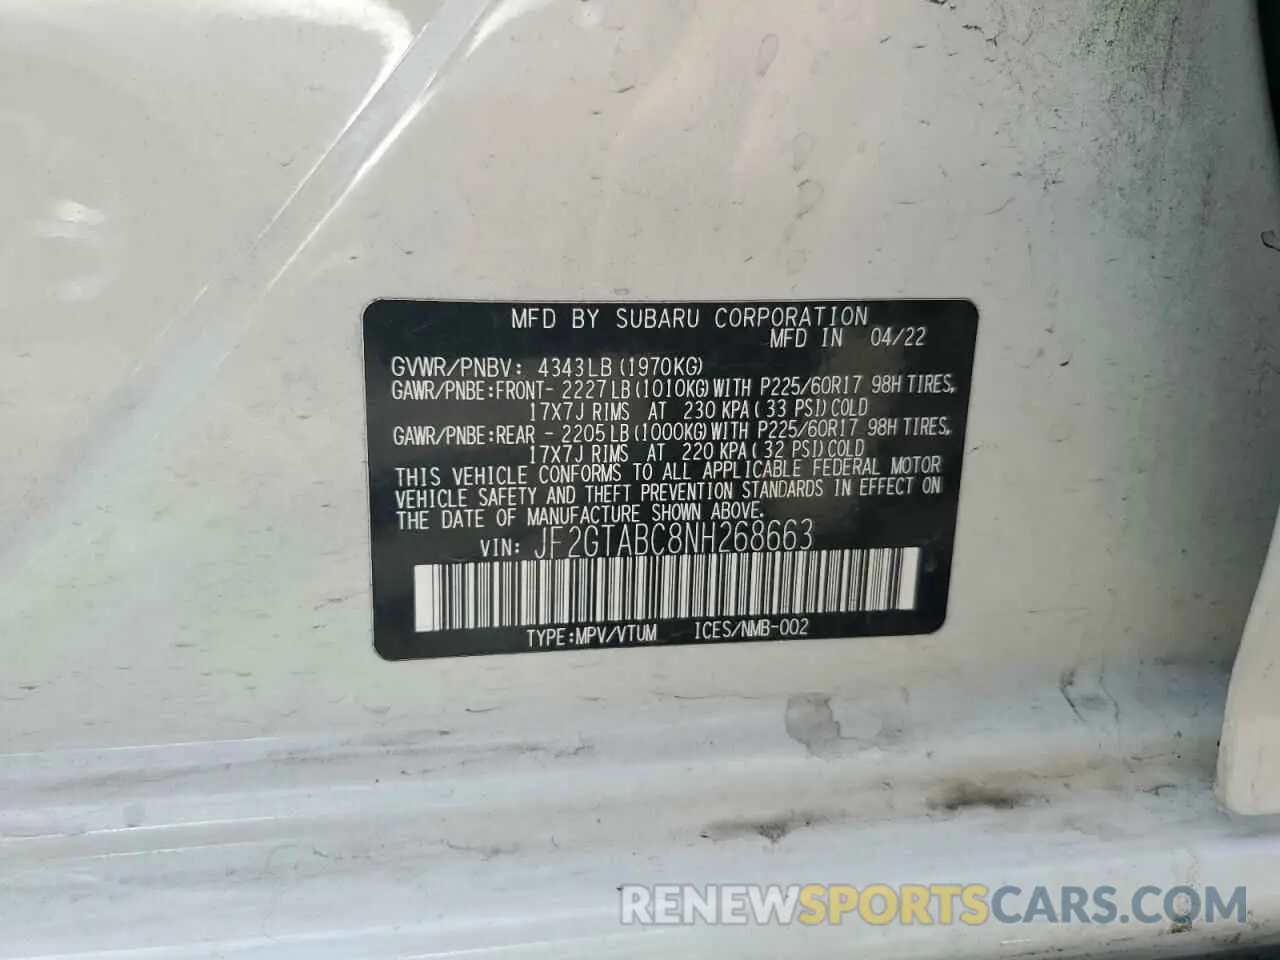 MFD BY SUBARU CORPORATION
MFD IN 04/22
GVWR/PNBV: 4343LB (1970KG)
GAWR/PNBE:FRONT- 2227LB (1010KG) WITH P225/60R17 98H TIRES,
17X7J RIMS AT 230 KPA( 33 PSI) COLD
GAWR/PNBE:REAR - 2205LB (1000KG) WITH P225/60R17 98H TIRES,
17X7J RIMS AT 220 KPA( 32 PSI) COLD
THIS VEHICLE CONFORMS TO ALL APPLICABLE FEDERAL MOTOR
VEHICLE SAFETY AND THEFT PREVENTION STANDARDS IN EFFECT ON
THE DATE OF MANUFACTURE SHOWN ABOVE.
VIN: JF2GTABC8NH268663
TYPE:MPV/VTUM ICES/NMB-002
RENEWSPORTSCARS.COM